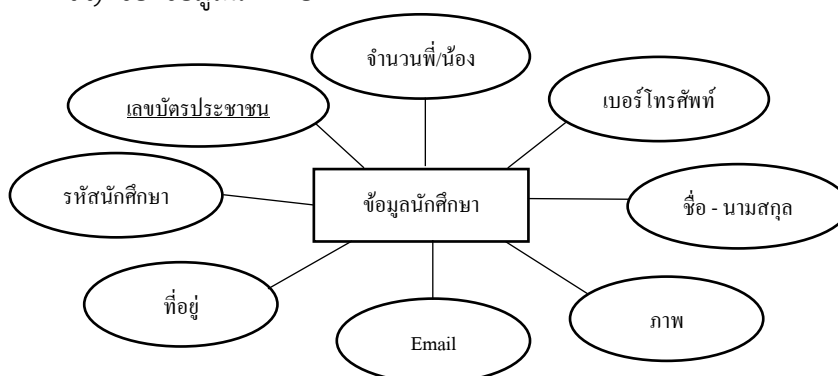 จำนวนพี่/น้อง
เลขบัตรประชาชน
เบอร์โทรศัพท์
รหัสนักศึกษา
ข้อมูลนักศึกษา
ชื่อ - นามสกุล
ที่อยู่
Email
ภาพ